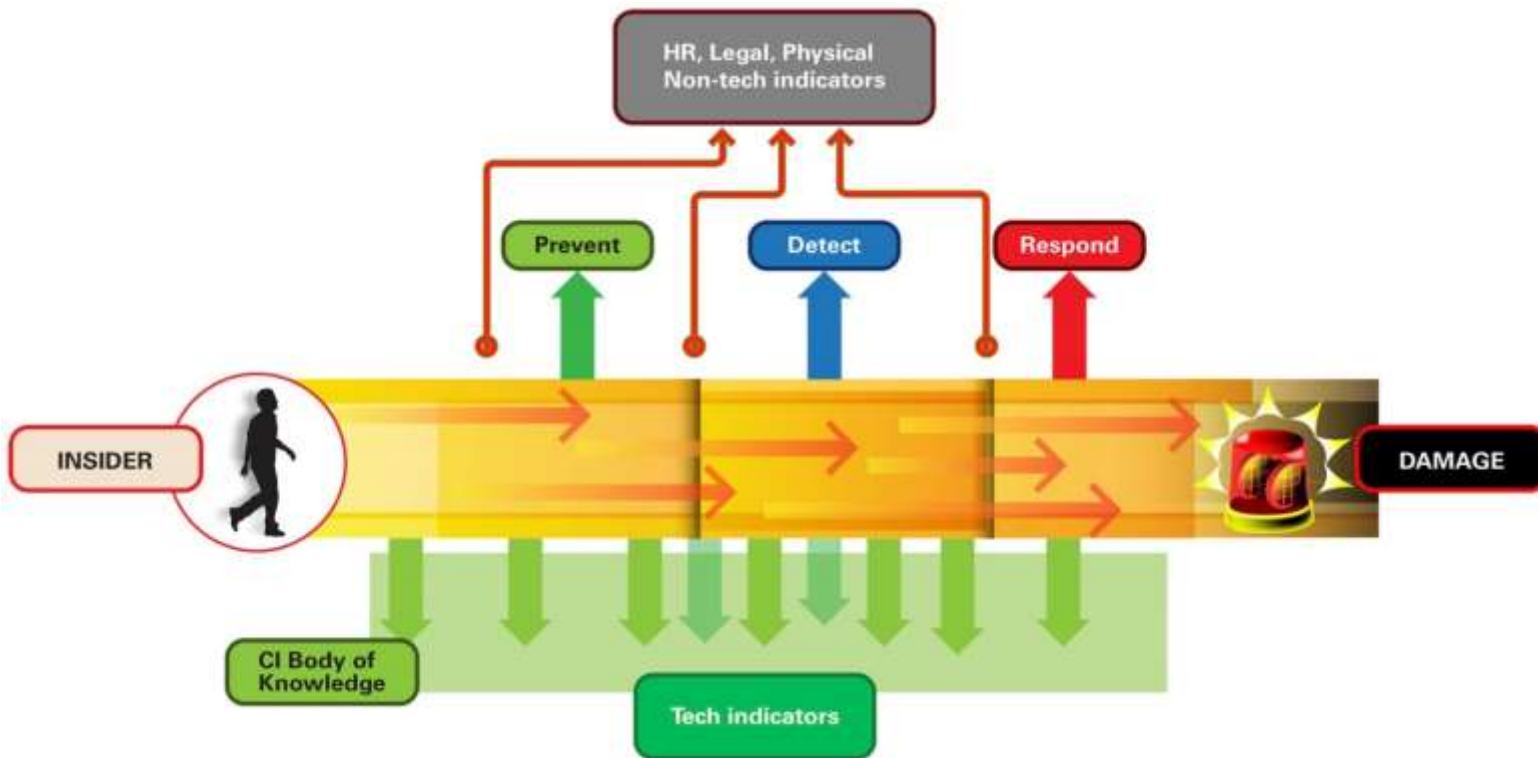 HR, Legal, Physical
Non-tech indicators
Prevent
Detect
Respond
INSIDER
DAMAGE
CI Body of
Knowledge
Tech indicators